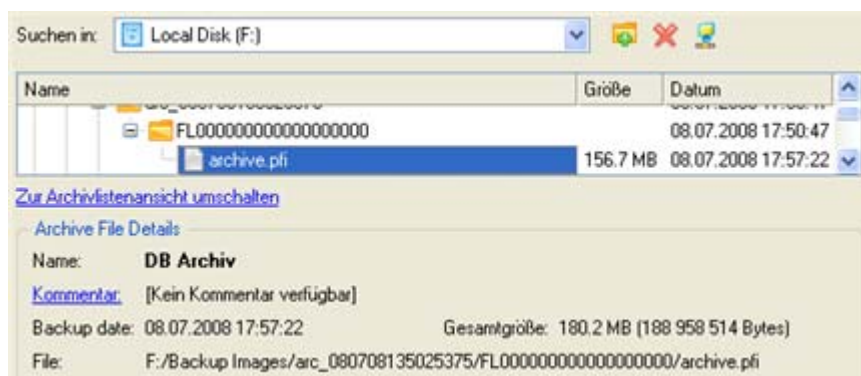 Suchen in: Local Disk (F:)
Name Größe Datum
FL000000000000000000 08.07.2008 17:50:47
archive.pfi 156.7 MB 08.07.2008 17:57:22
Zur Archivlistenansicht umschalten
Archive File Details
Name: DB Archiv
Kommentar: [Kein Kommentar verfügbar]
Backup date: 08.07.2008 17:57:22 Gesamtgröße: 180.2 MB (188 958 514 Bytes)
File: F:/Backup Images/arc_080708135025375/FL000000000000000000/archive.pfi